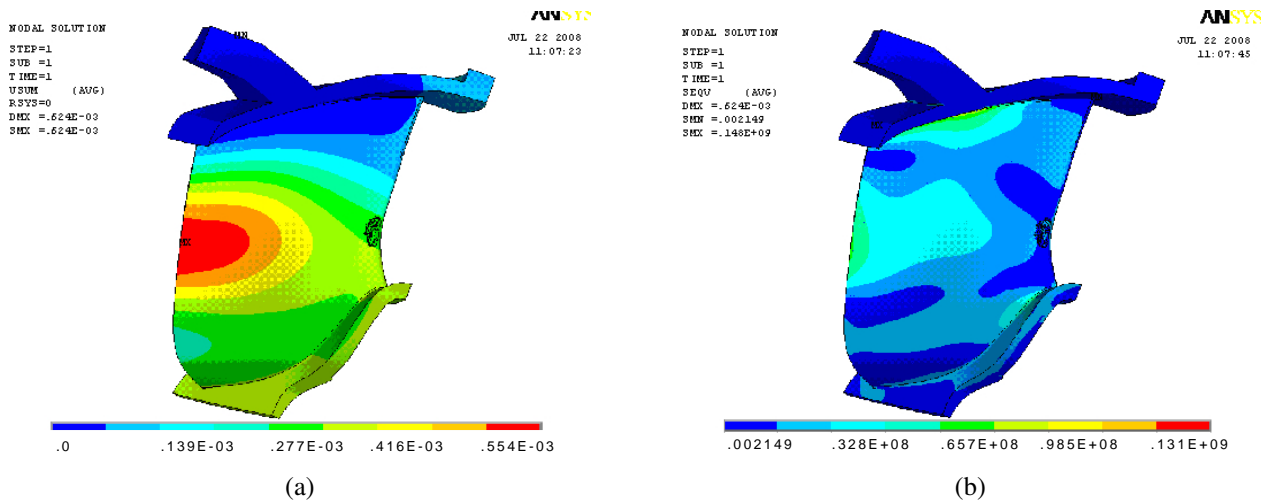 ANSYS
NODAL SOLUTION
JUL 22 2008
11:07:23
STEP=1
SUB =1
TIME=1
USUM (AVG)
RSYS=0
DMX =.624E-03
SMX =.624E-03
MN
MX
.0 .139E-03 .277E-03 .416E-03 .554E-03
(a)
ANSYS
NODAL SOLUTION
JUL 22 2008
11:07:45
STEP=1
SUB =1
TIME=1
SEQV (AVG)
DMX =.624E-03
SMN =.002149
SMX =.148E+09
MX
.002149 .328E+08 .657E+08 .985E+08 .131E+09
(b)